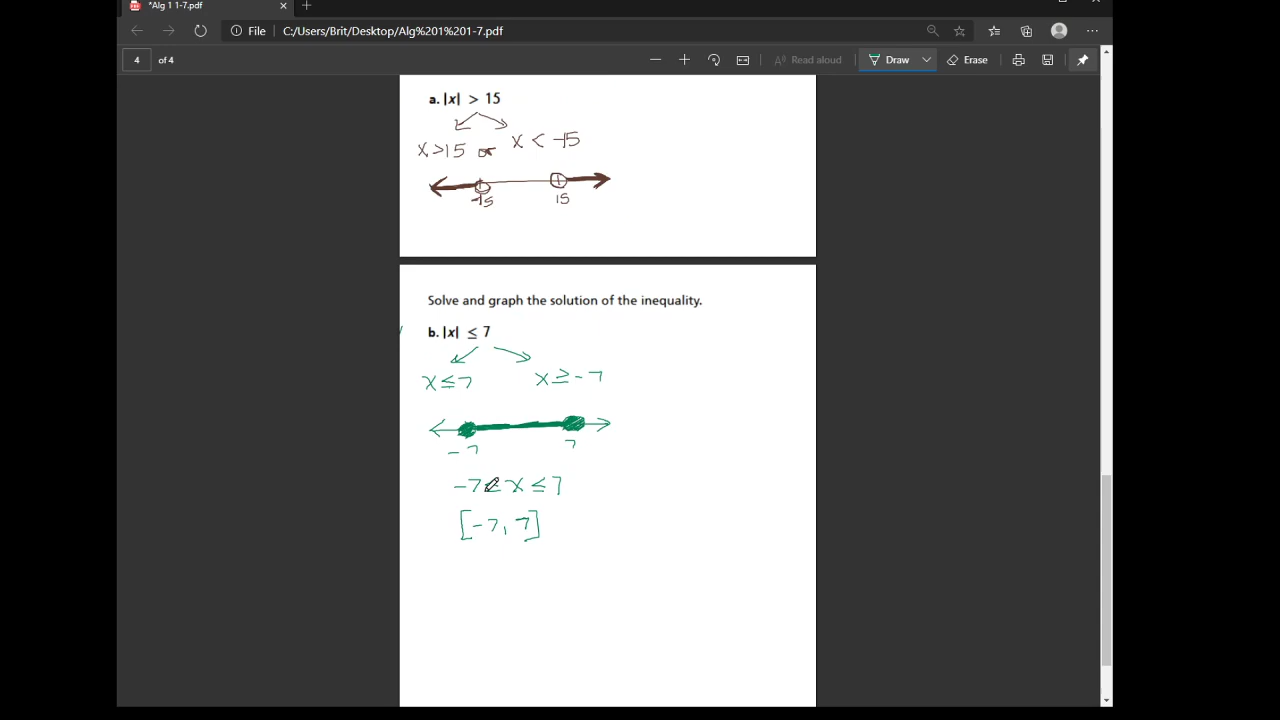 *Alg 1 1-7.pdf
File C:/Users/Brit/Desktop/Alg%201%201-7.pdf
4 of 4 Read aloud Draw Erase
a. |x| > 15
x>15 or x < -15
-15 15
Solve and graph the solution of the inequality.
b. |x| ≤ 7
x≤7 x≥-7
-7 7
-7≤ x ≤7
[-7, 7]